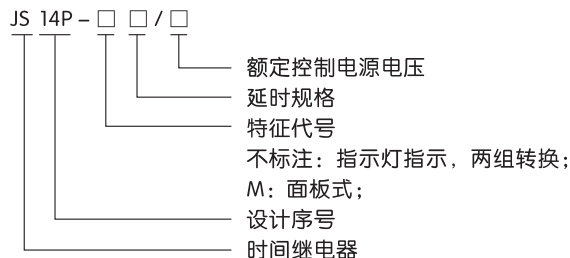 JS 14P-□ □/□
额定控制电源电压
延时规格
特征代号
不标注：指示灯指示，两组转换；
M：面板式；
设计序号
时间继电器